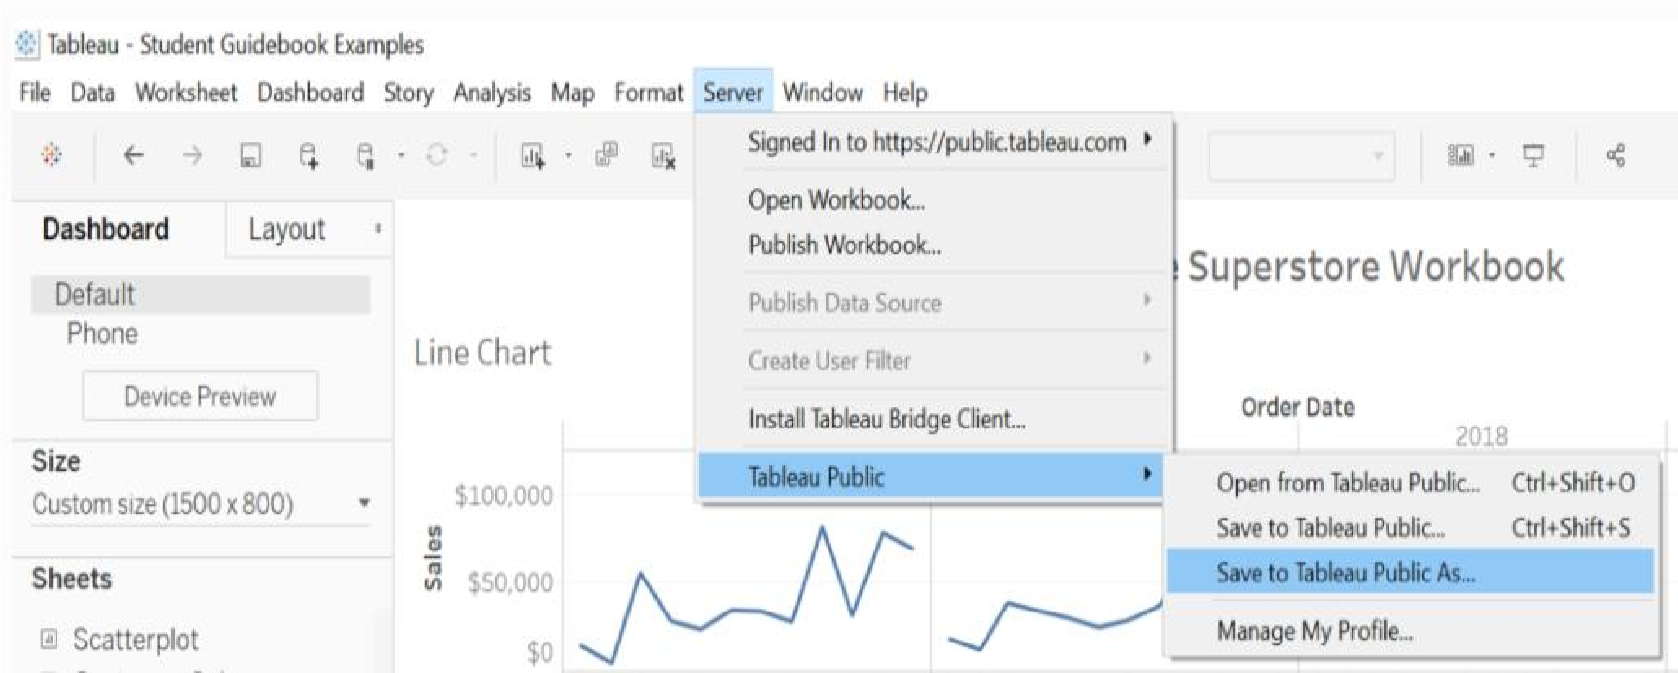 Tableau - Student Guidebook Examples
File Data Worksheet Dashboard Story Analysis Map Format Server Window Help
Signed In to https://public.tableau.com
Open Workbook...
Publish Workbook...
Publish Data Source
Create User Filter
Install Tableau Bridge Client...
Tableau Public
Open from Tableau Public... Ctrl+Shift+O
Save to Tableau Public... Ctrl+Shift+S
Save to Tableau Public As...
Manage My Profile...
Dashboard Layout
Default
Phone
Device Preview
Size
Custom size (1500 x 800)
Sheets
Scatterplot
Superstore Workbook
Line Chart
Order Date
2018
Sales
$100,000
$50,000
$0